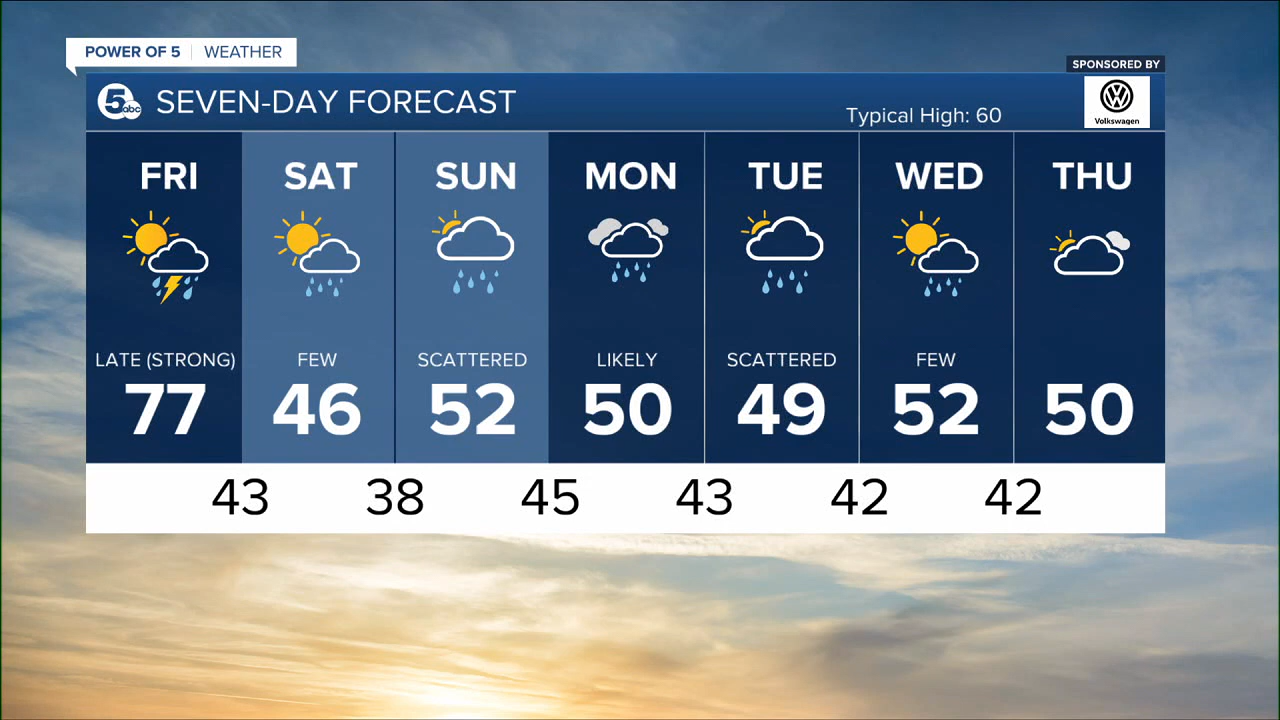 POWER OF 5 | WEATHER
SPONSORED BY
5 abc SEVEN-DAY FORECAST
Typical High: 60
Volkswagen
FRI SAT SUN MON TUE WED THU
LATE (STRONG) FEW SCATTERED LIKELY SCATTERED FEW
77 46 52 50 49 52 50
43 38 45 43 42 42